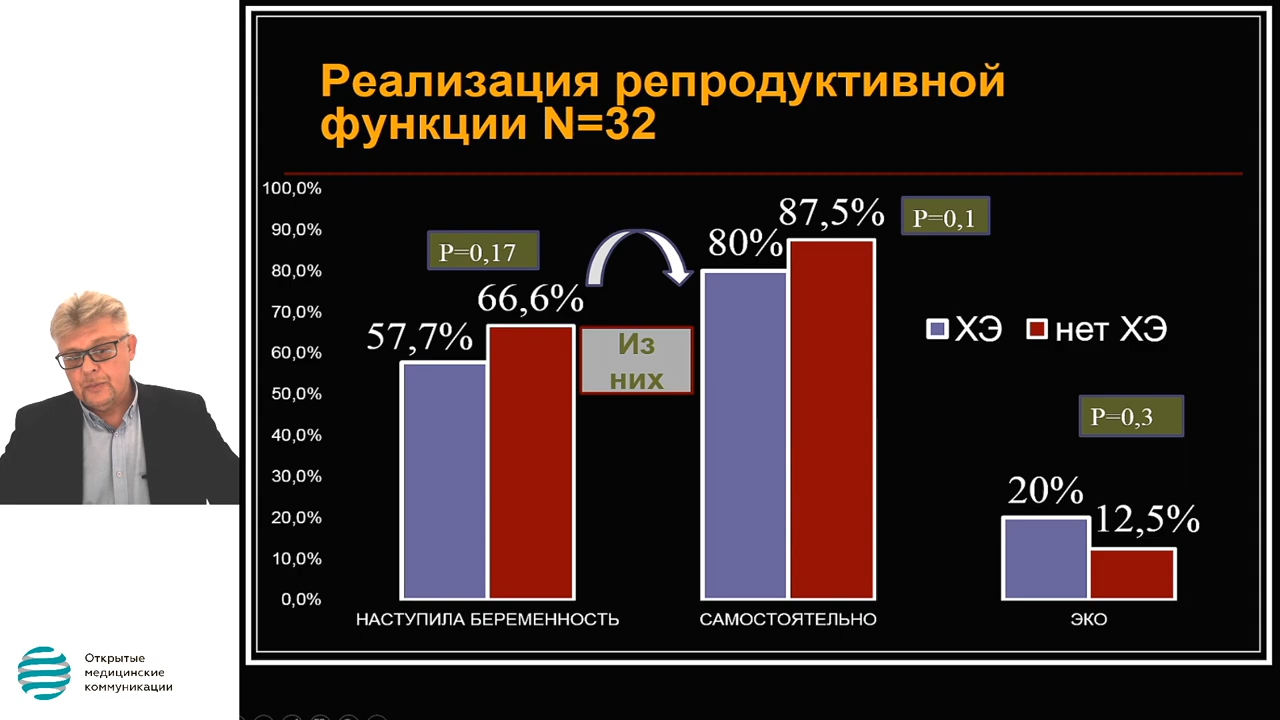 Реализация репродуктивной
функции N=32
100,0%
90,0%
80,0%
70,0%
60,0%
50,0%
40,0%
30,0%
20,0%
10,0%
0,0%
P=0,17
57,7%
66,6%
Из
них
80%
87,5%
P=0,1
ХЭ
нет ХЭ
P=0,3
20%
12,5%
НАСТУПИЛА БЕРЕМЕННОСТЬ
САМОСТОЯТЕЛЬНО
ЭКО
Открытые
медицинские
коммуникации